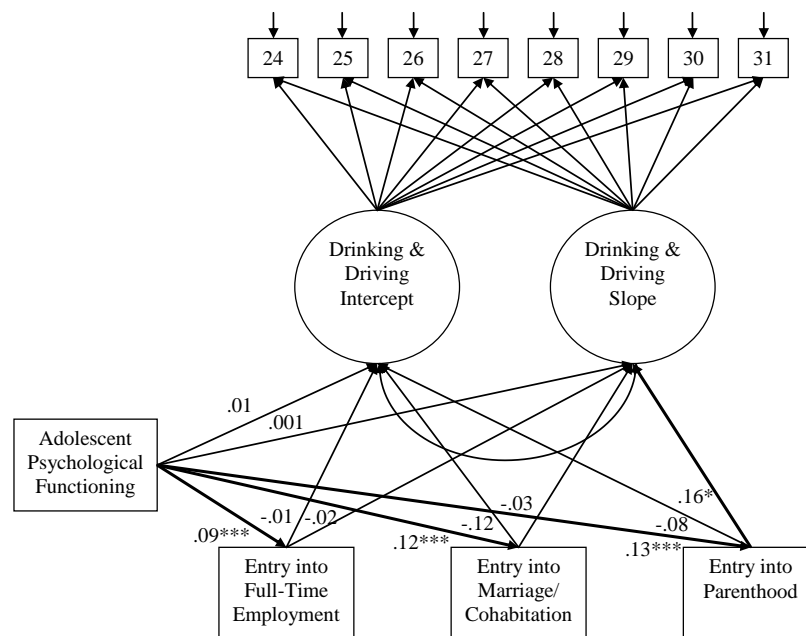 24 25 26 27 28 29 30 31
Drinking &
Driving
Intercept
Drinking &
Driving
Slope
.01
.001
Adolescent
Psychological
Functioning
-.03
.16*
-.01
-.02
-.12
-.08
.09***
.12***
.13***
Entry into
Full-Time
Employment
Entry into
Marriage/
Cohabitation
Entry into
Parenthood